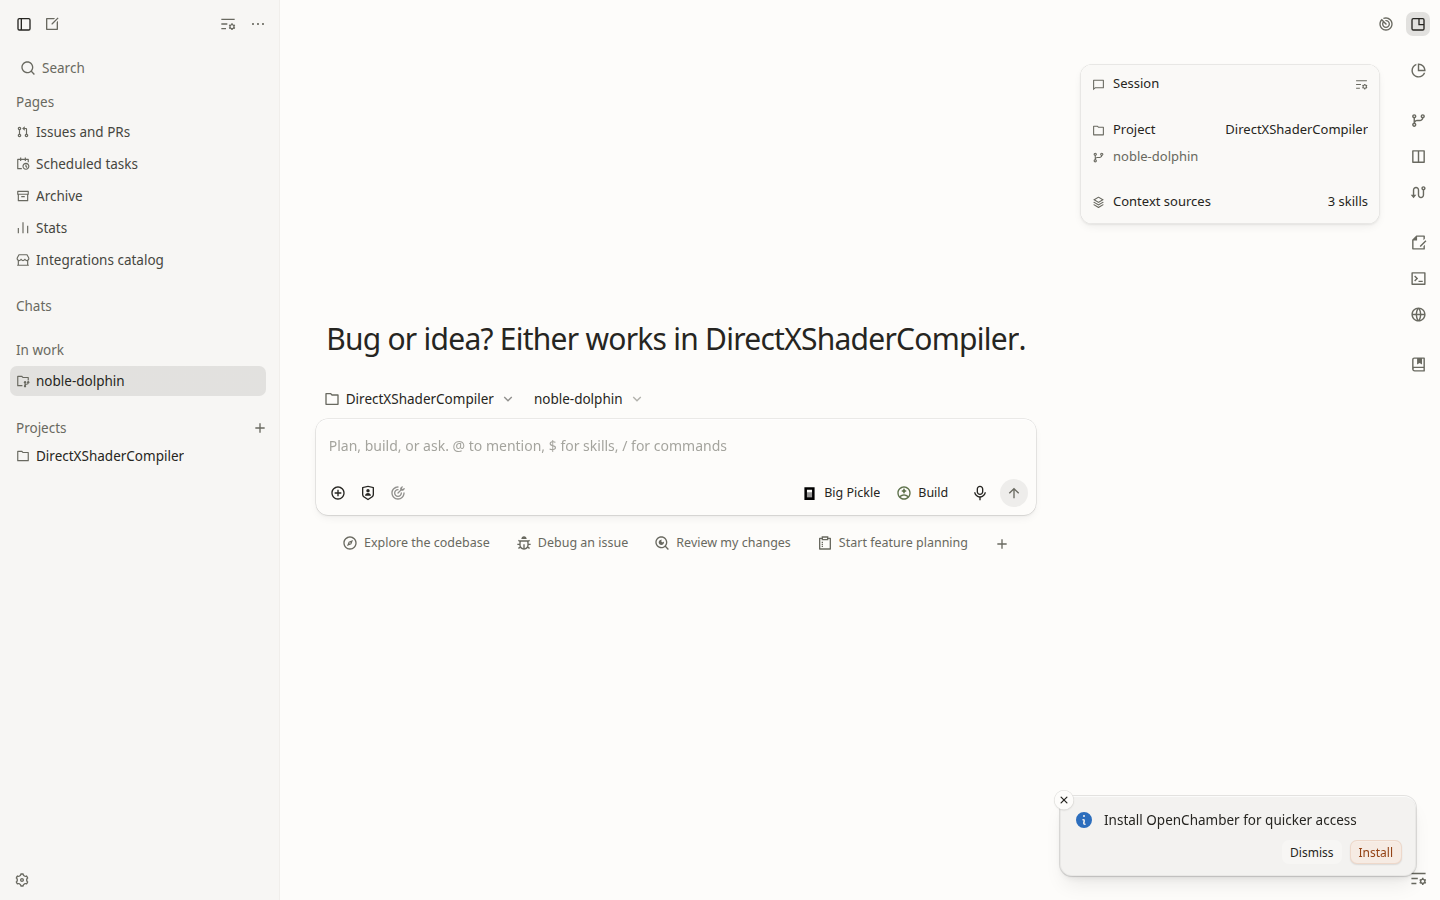 Search
Pages
Issues and PRs
Scheduled tasks
Archive
Stats
Integrations catalog
Chats
In work
noble-dolphin
Projects
DirectXShaderCompiler
Bug or idea? Either works in DirectXShaderCompiler.
DirectXShaderCompiler noble-dolphin
Plan, build, or ask. @ to mention, $ for skills, / for commands
Big Pickle Build
Explore the codebase Debug an issue Review my changes Start feature planning
Session
Project DirectXShaderCompiler
noble-dolphin
Context sources 3 skills
Install OpenChamber for quicker access
Dismiss Install